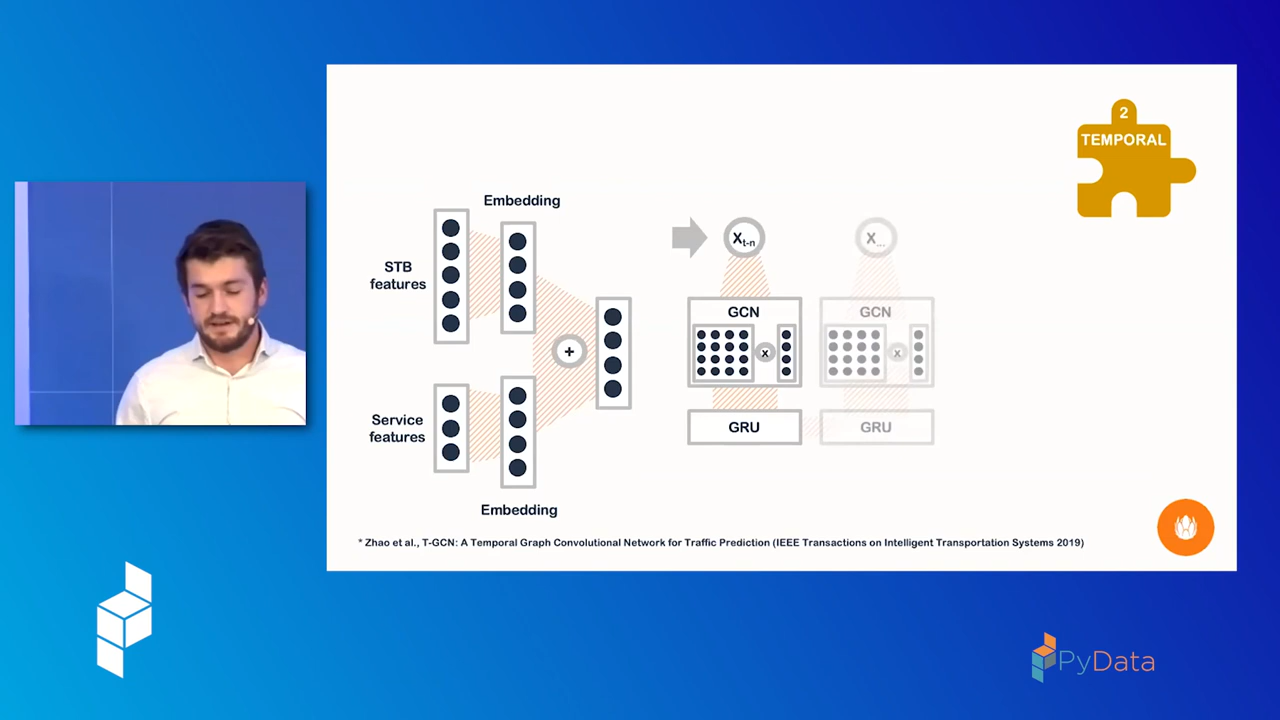 2
TEMPORAL
Embedding
STB
features
Service
features
Embedding
+
Xt-n
X...
GCN
GCN
x
x
GRU
GRU
* Zhao et al., T-GCN: A Temporal Graph Convolutional Network for Traffic Prediction (IEEE Transactions on Intelligent Transportation Systems 2019)
PyData